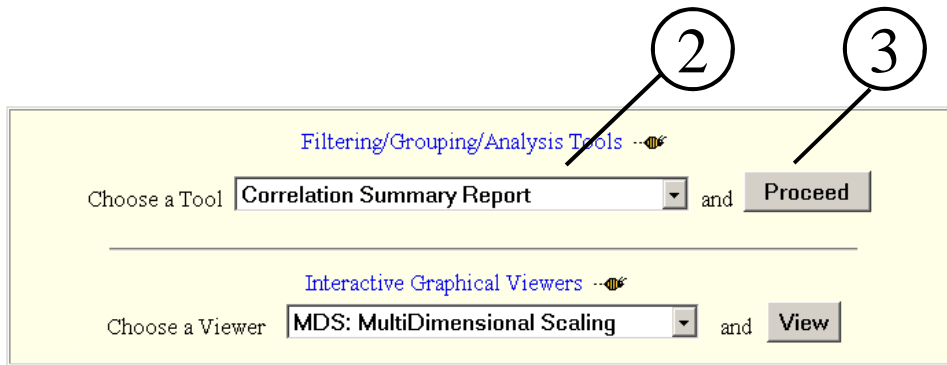 2 3
Filtering/Grouping/Analysis Tools
Choose a Tool Correlation Summary Report and Proceed
Interactive Graphical Viewers
Choose a Viewer MDS: MultiDimensional Scaling and View